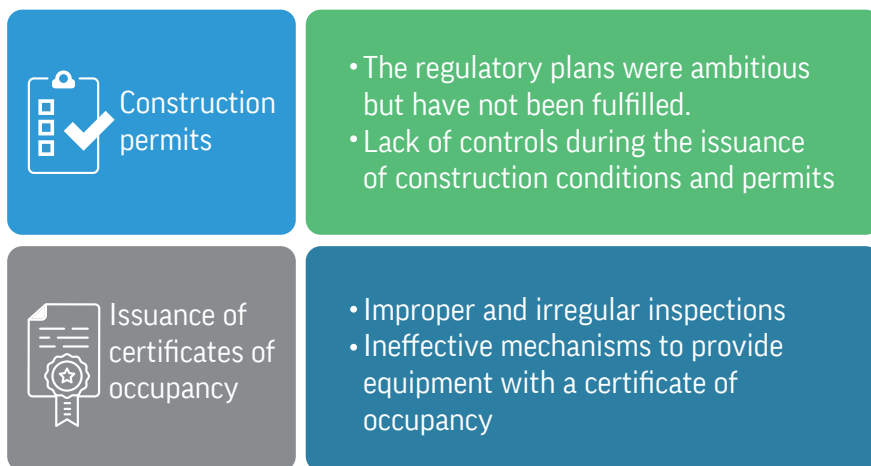 Construction
permits
• The regulatory plans were ambitious
but have not been fulfilled.
• Lack of controls during the issuance
of construction conditions and permits
Issuance of
certificates of
occupancy
• Improper and irregular inspections
• Ineffective mechanisms to provide
equipment with a certificate of
occupancy